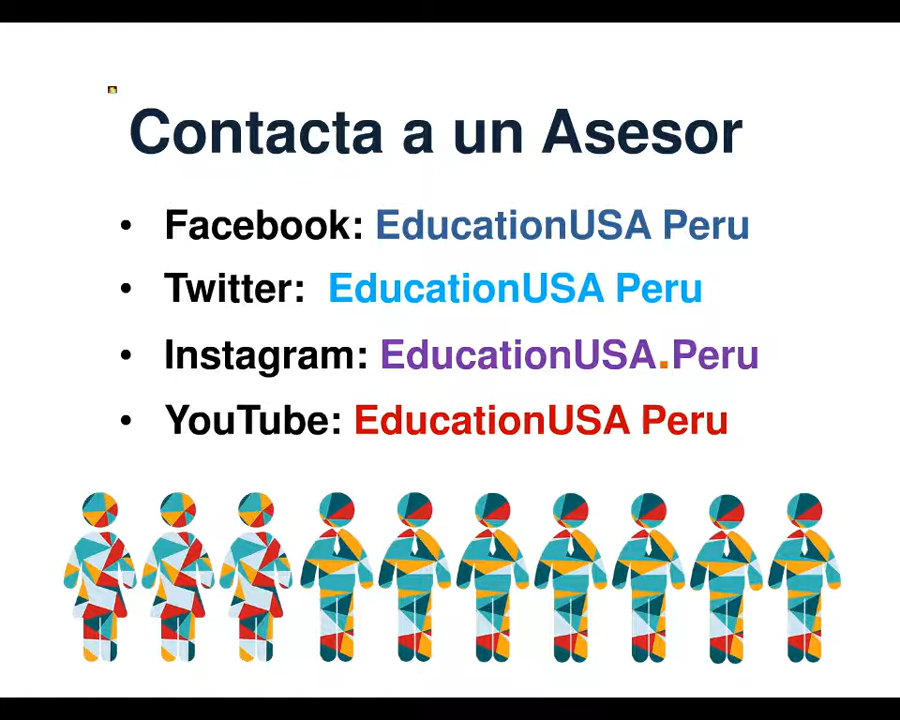 Contacta a un Asesor
• Facebook: EducationUSA Peru
• Twitter: EducationUSA Peru
• Instagram: EducationUSA.Peru
• YouTube: EducationUSA Peru